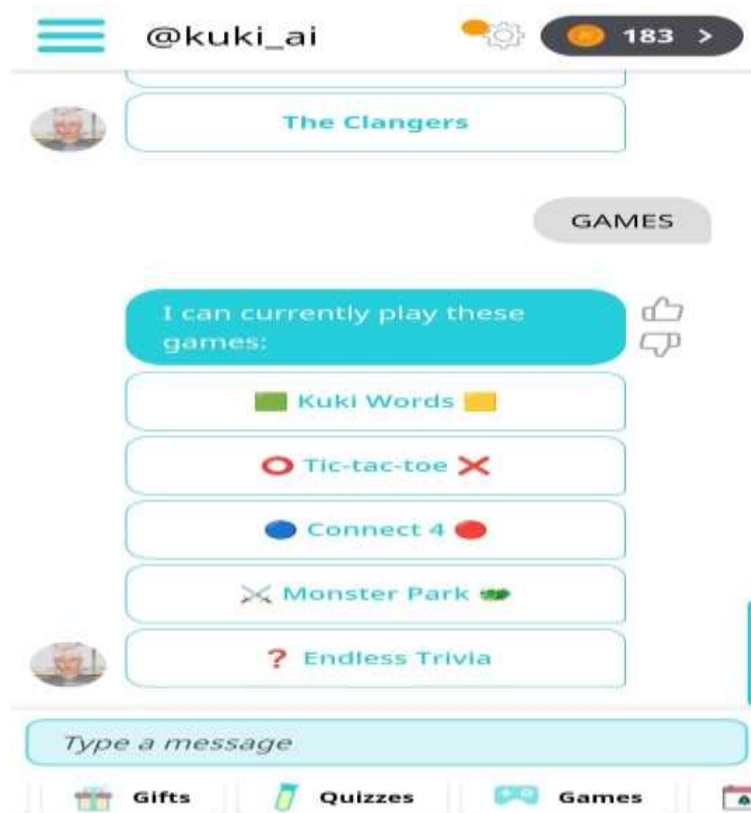 @kuki_ai
183 >
The Clangers
GAMES
I can currently play these
games:
Kuki Words
Tic-tac-toe
Connect 4
Monster Park
Endless Trivia
Type a message
Gifts Quizzes Games